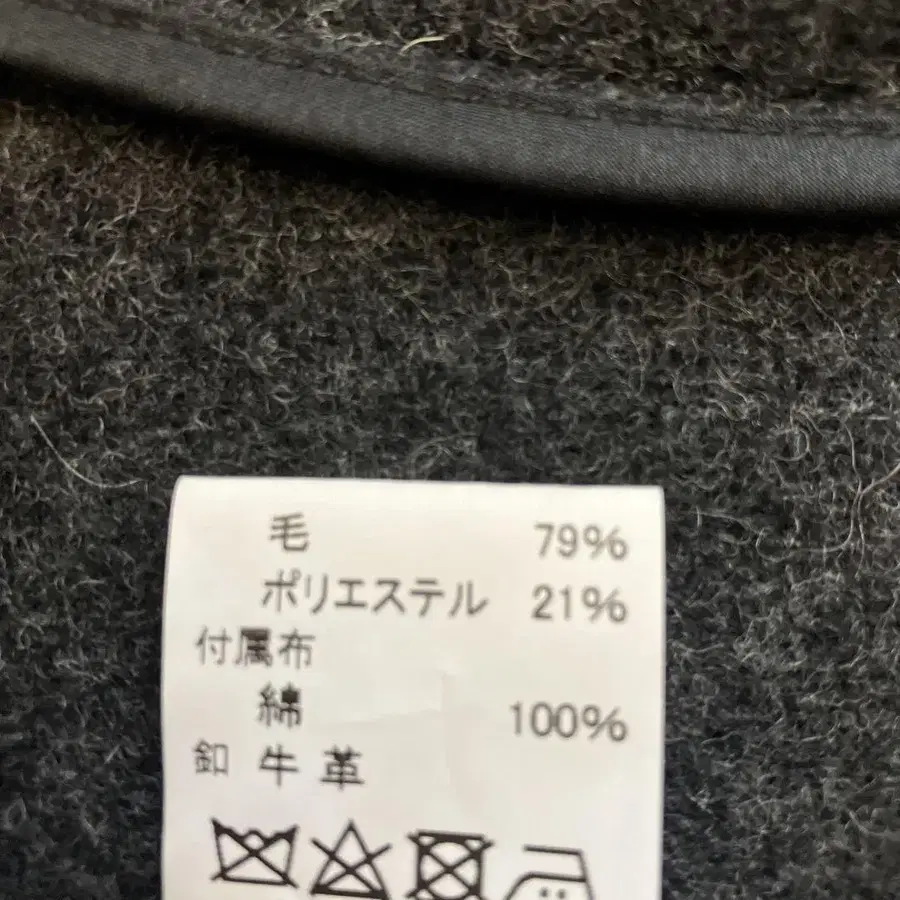 毛 79%
ポリエステル 21%
付属布
綿 100%
釦 牛 革